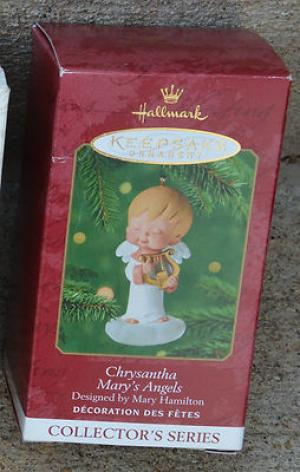 Hallmark
KEEPSAKE
ORNAMENT
Chrysantha
Mary's Angels
Designed by Mary Hamilton
DÉCORATION DES FÊTES
COLLECTOR'S SERIES